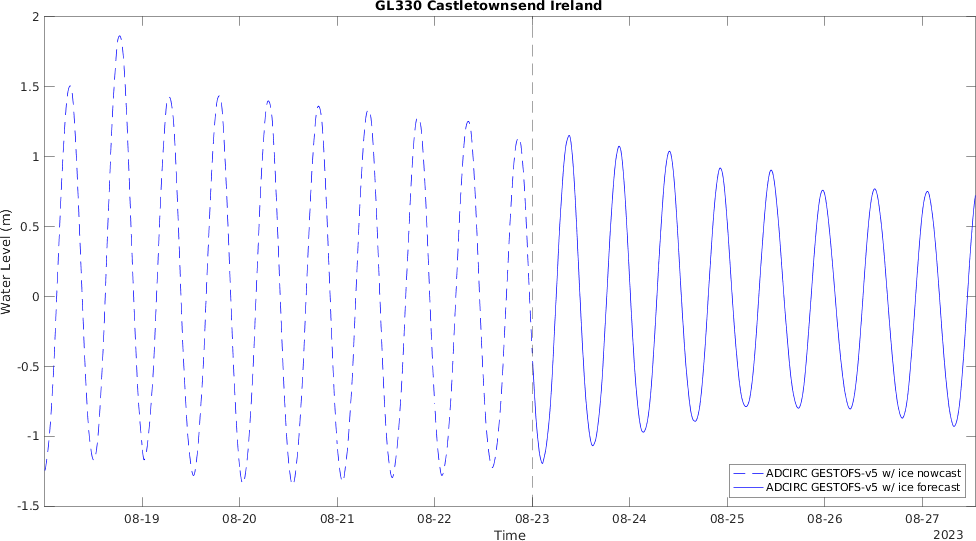 GL330 Castletownsend Ireland
2
1.5
1
0.5
0
-0.5
-1
-1.5
Water Level (m)
08-19 08-20 08-21 08-22 08-23 08-24 08-25 08-26 08-27
Time
2023
ADCIRC GESTOFS-v5 w/ ice nowcast
ADCIRC GESTOFS-v5 w/ ice forecast